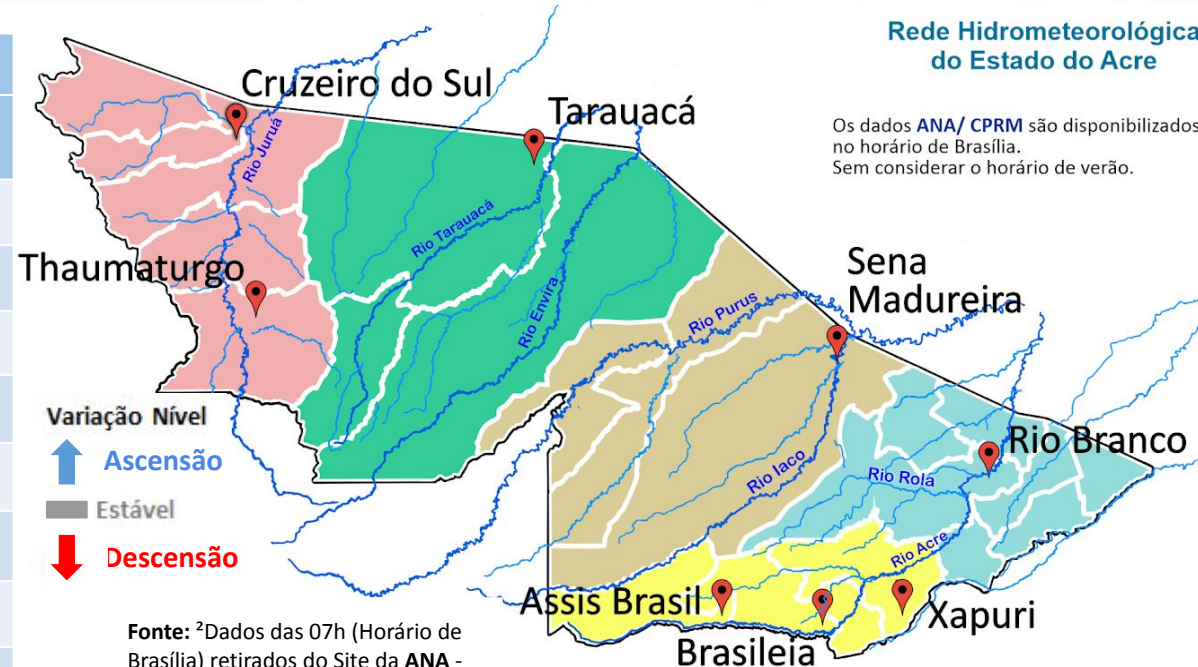 Rede Hidrometeorológica
do Estado do Acre
Os dados ANA/ CPRM são disponibilizados
no horário de Brasília.
Sem considerar o horário de verão.
Cruzeiro do Sul
Tarauacá
Rio Juruá
Rio Tarauacá
Thaumaturgo
Rio Envira
Sena
Madureira
Rio Purus
Variação Nível
Ascensão
Estável
Descensão
Rio Branco
Rio Iaco
Rio Rola
Rio Acre
Assis Brasil
Xapuri
Brasileia
Fonte: ²Dados das 07h (Horário de
Brasília) retirados do Site da ANA -